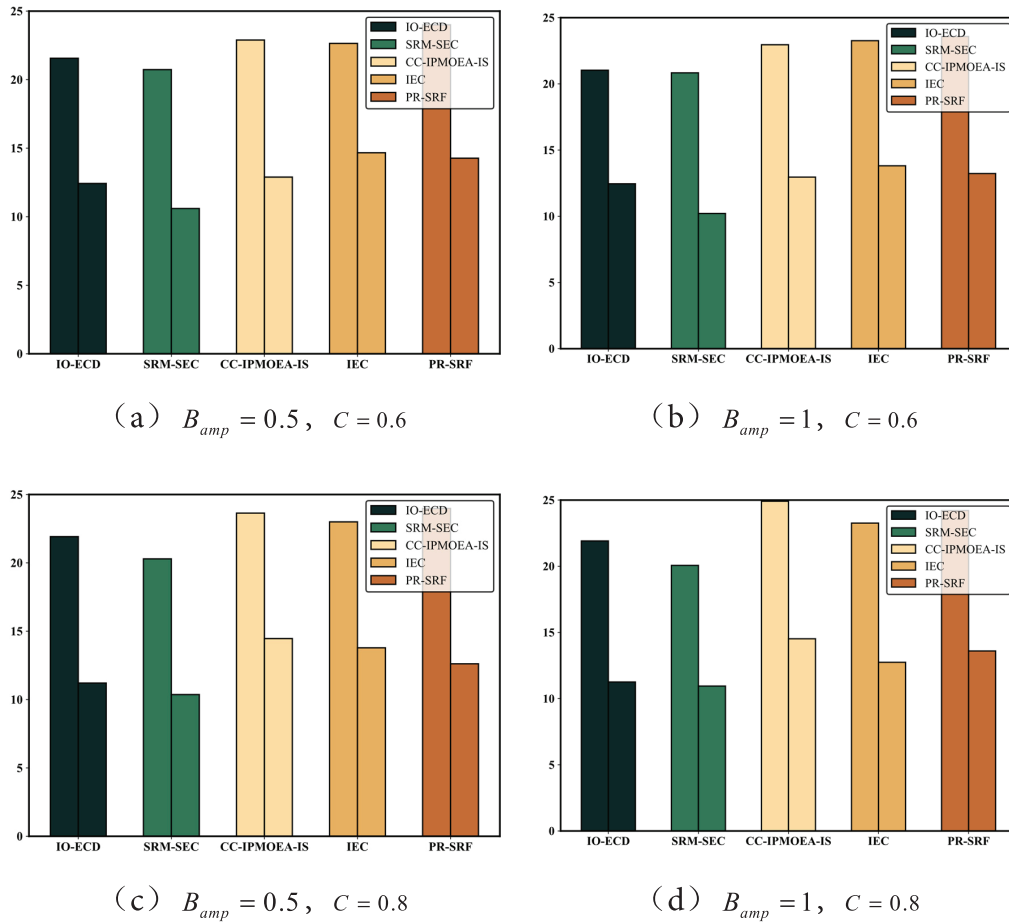 25
20
15
10
5
0
IO-ECD
SRM-SEC
CC-IPMOEA-IS
IEC
PR-SRF
IO-ECD SRM-SEC CC-IPMOEA-IS IEC PR-SRF
(a) B_amp = 0.5, C = 0.6
25
20
15
10
5
0
IO-ECD
SRM-SEC
CC-IPMOEA-IS
IEC
PR-SRF
IO-ECD SRM-SEC CC-IPMOEA-IS IEC PR-SRF
(b) B_amp = 1, C = 0.6
25
20
15
10
5
0
IO-ECD
SRM-SEC
CC-IPMOEA-IS
IEC
PR-SRF
IO-ECD SRM-SEC CC-IPMOEA-IS IEC PR-SRF
(c) B_amp = 0.5, C = 0.8
25
20
15
10
5
0
IO-ECD
SRM-SEC
CC-IPMOEA-IS
IEC
PR-SRF
IO-ECD SRM-SEC CC-IPMOEA-IS IEC PR-SRF
(d) B_amp = 1, C = 0.8